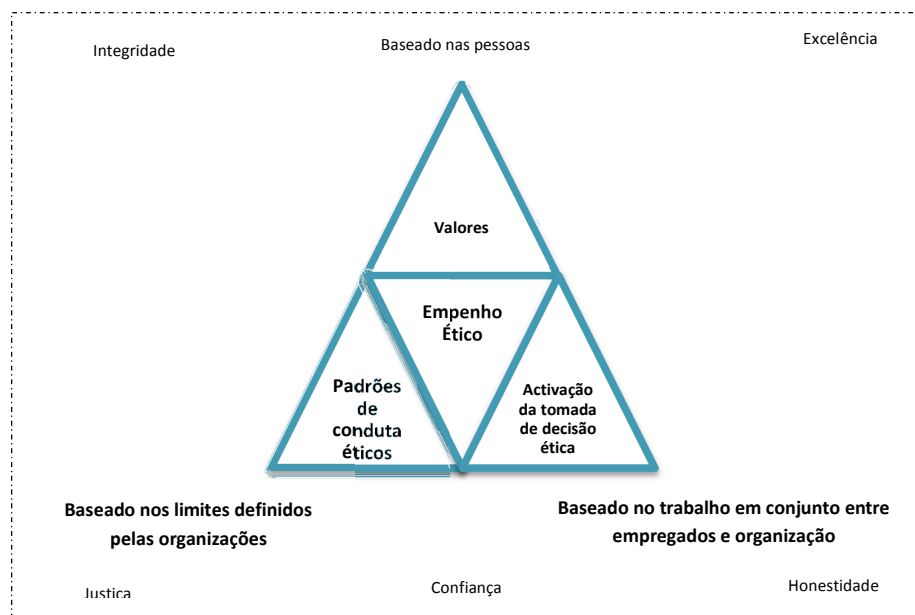 Integridade
Baseado nas pessoas
Excelência
Valores
Empenho
Ético
Padrões
de
conduta
éticos
Activação
da tomada
de decisão
ética
Baseado nos limites definidos
pelas organizações
Baseado no trabalho em conjunto entre
empregados e organização
Justiça
Confiança
Honestidade